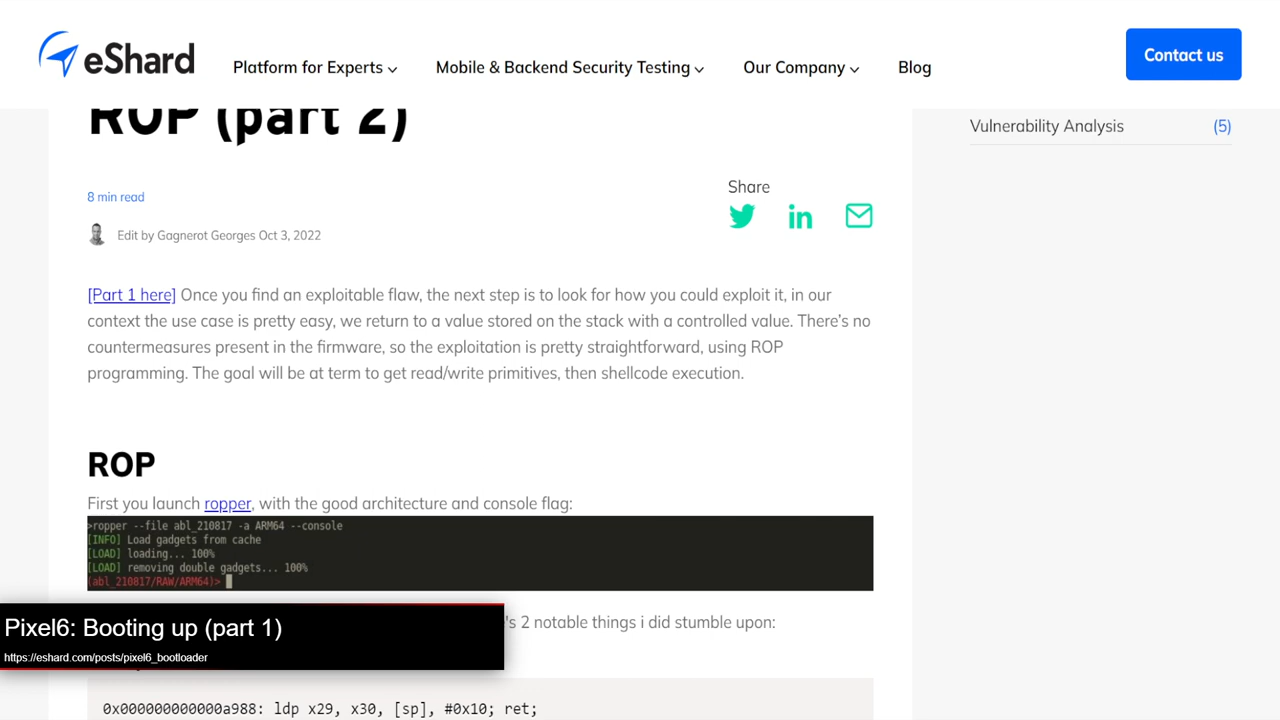 eShard
Platform for Experts
Mobile & Backend Security Testing
Our Company
Blog
Contact us
ROP (part 2)
Vulnerability Analysis (5)
8 min read
Share
Edit by Gagnerot Georges Oct 3, 2022
[Part 1 here] Once you find an exploitable flaw, the next step is to look for how you could exploit it, in our
context the use case is pretty easy, we return to a value stored on the stack with a controlled value. There's no
countermeasures present in the firmware, so the exploitation is pretty straightforward, using ROP
programming. The goal will be at term to get read/write primitives, then shellcode execution.
ROP
First you launch ropper, with the good architecture and console flag:
>ropper --file abl_210817 -a ARM64 --console
[INFO] Load gadgets from cache
[LOAD] loading... 100%
[LOAD] removing double gadgets... 100%
(abl_210817/RAW/ARM64)>
's 2 notable things i did stumble upon:
Pixel6: Booting up (part 1)
https://eshard.com/posts/pixel6_bootloader
0x000000000000a988: ldp x29, x30, [sp], #0x10; ret;